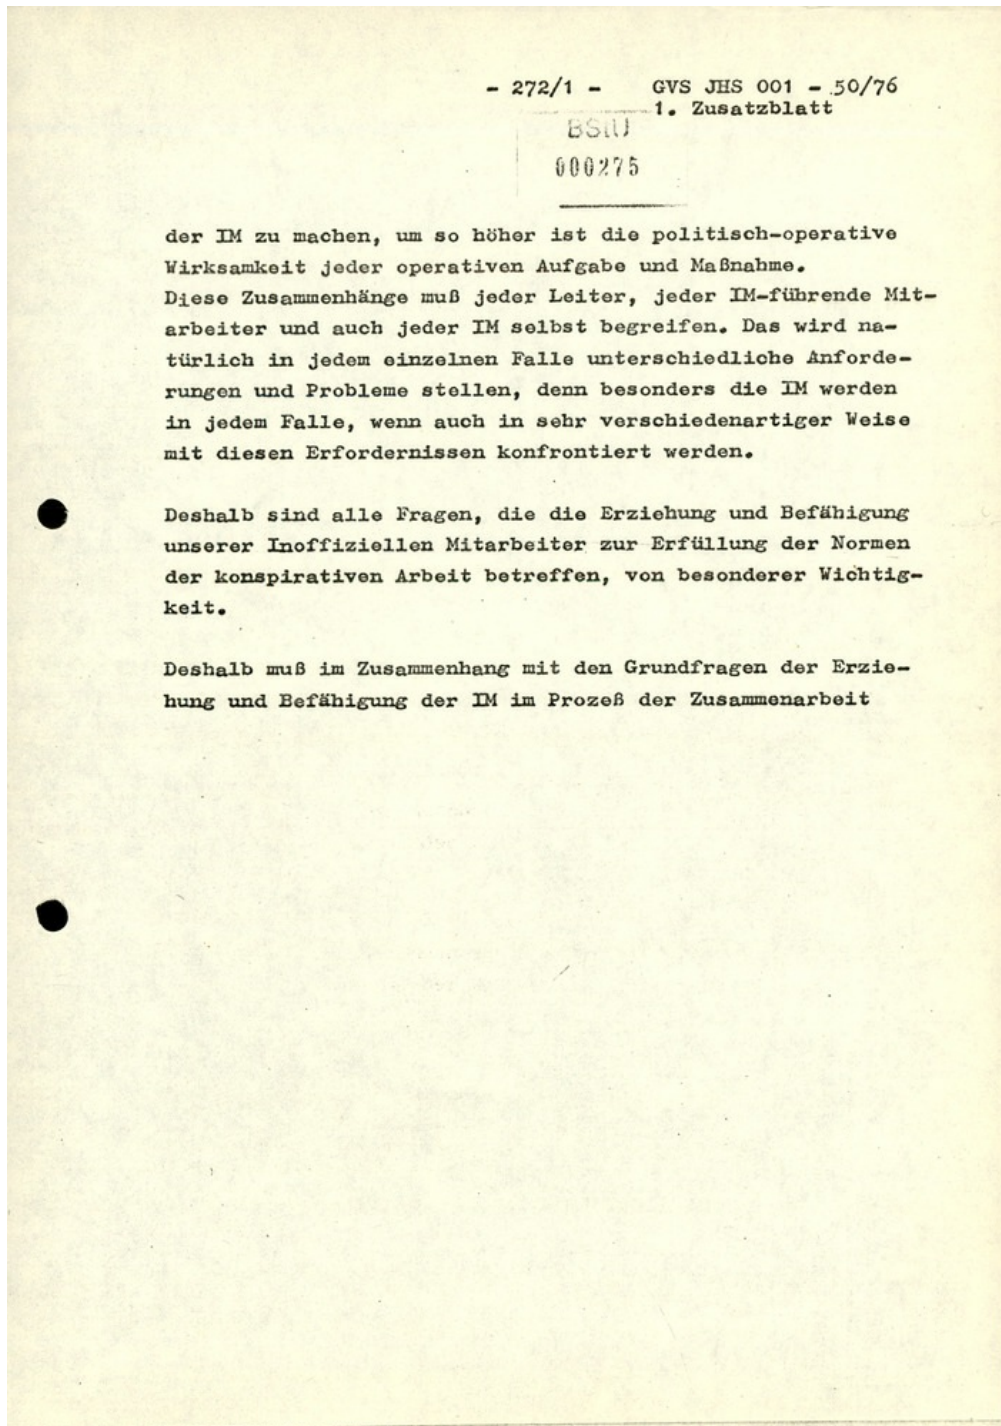 - 272/1 - GVS JHS 001 - 50/76
1. Zusatzblatt
BStU
000275
der IM zu machen, um so höher ist die politisch-operative
Wirksamkeit jeder operativen Aufgabe und Maßnahme.
Diese Zusammenhänge muß jeder Leiter, jeder IM-führende Mit-
arbeiter und auch jeder IM selbst begreifen. Das wird na-
türlich in jedem einzelnen Falle unterschiedliche Anforde-
rungen und Probleme stellen, denn besonders die IM werden
in jedem Falle, wenn auch in sehr verschiedenartiger Weise
mit diesen Erfordernissen konfrontiert werden.
Deshalb sind alle Fragen, die die Erziehung und Befähigung
unserer Inoffiziellen Mitarbeiter zur Erfüllung der Normen
der konspirativen Arbeit betreffen, von besonderer Wichtig-
keit.
Deshalb muß im Zusammenhang mit den Grundfragen der Erzie-
hung und Befähigung der IM im Prozeß der Zusammenarbeit